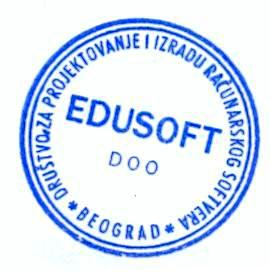 DRUŠTVO ZA PROJEKTOVANJE I IZRADU RAČUNARSKOG SOFTVERA
EDUSOFT
DOO
* BEOGRAD *